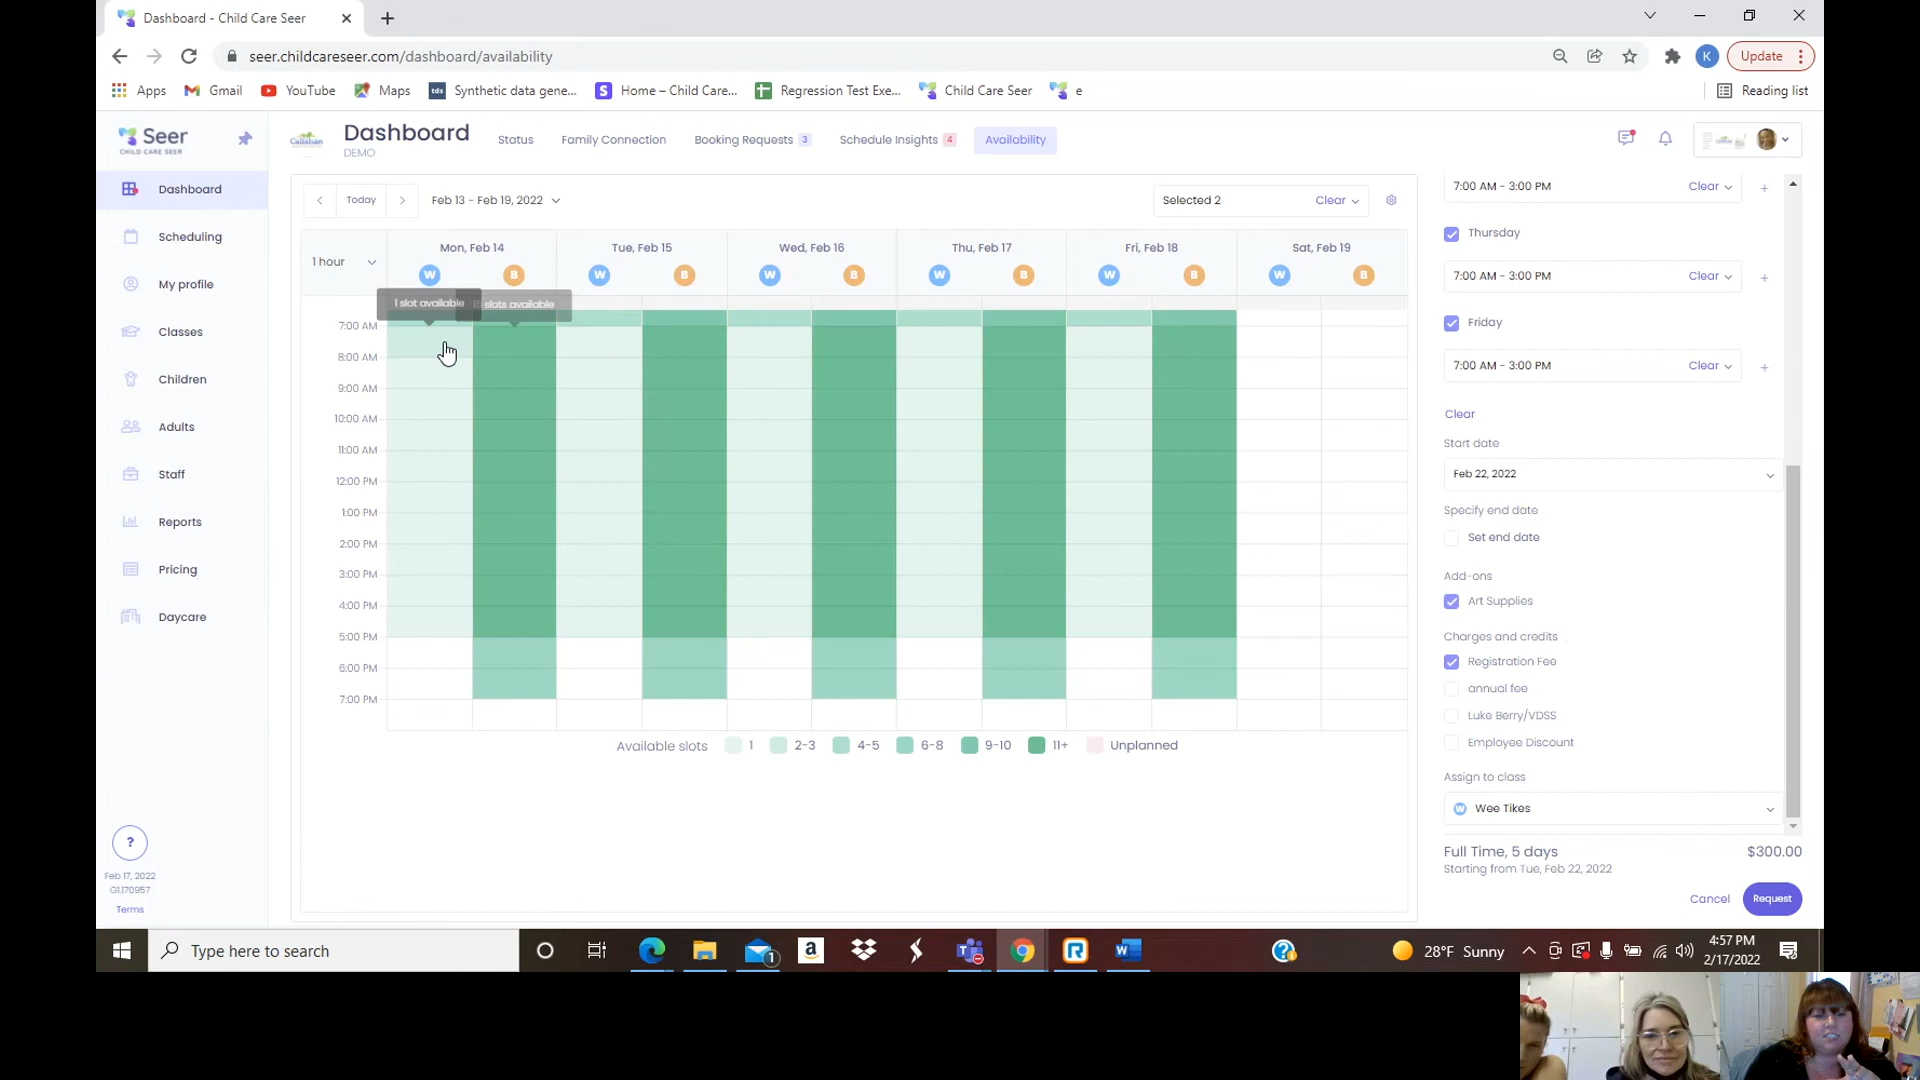 Dashboard - Child Care Seer
seer.childcareseer.com/dashboard/availability
K
Update
Apps
Gmail
YouTube
Maps
tds
Synthetic data gene...
S
Home – Child Care...
Regression Test Exe...
Child Care Seer
e
Reading list
Seer
CHILD CARE SEER
Callahan
Dashboard
DEMO
Status
Family Connection
Booking Requests 3
Schedule Insights 4
Availability
Dashboard
Scheduling
My profile
Classes
Children
Adults
Staff
Reports
Pricing
Daycare
?
Feb 17, 2022
G1.170957
Terms
Today
Feb 13 - Feb 19, 2022
Selected 2
Clear
1 hour
Mon, Feb 14
Tue, Feb 15
Wed, Feb 16
Thu, Feb 17
Fri, Feb 18
Sat, Feb 19
W B W B W B W B W B W B
1 slot available
slots available
7:00 AM
8:00 AM
9:00 AM
10:00 AM
11:00 AM
12:00 PM
1:00 PM
2:00 PM
3:00 PM
4:00 PM
5:00 PM
6:00 PM
7:00 PM
Available slots 1 2-3 4-5 6-8 9-10 11+ Unplanned
7:00 AM - 3:00 PM Clear +
Thursday
7:00 AM - 3:00 PM Clear +
Friday
7:00 AM - 3:00 PM Clear +
Clear
Start date
Feb 22, 2022
Specify end date
Set end date
Add-ons
Art Supplies
Charges and credits
Registration Fee
annual fee
Luke Berry/VDSS
Employee Discount
Assign to class
W Wee Tikes
Full Time, 5 days $300.00
Starting from Tue, Feb 22, 2022
Cancel
Request
Type here to search
1
a
R
W
?
28°F Sunny
4:57 PM
2/17/2022